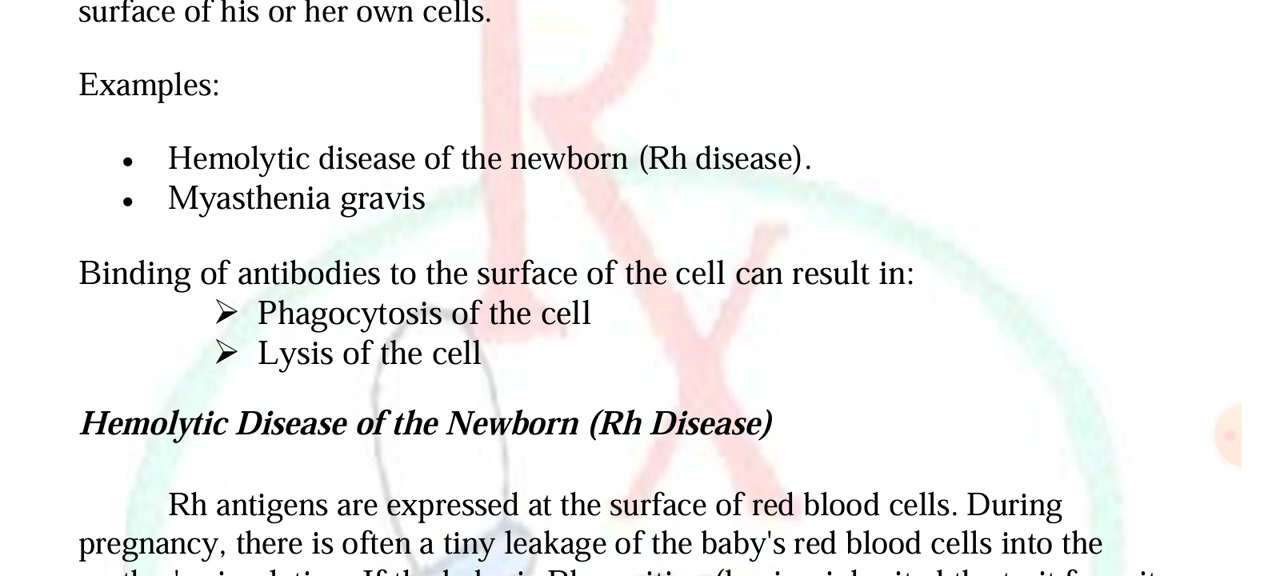 surface of his or her own cells.
Examples:
• Hemolytic disease of the newborn (Rh disease).
• Myasthenia gravis
Binding of antibodies to the surface of the cell can result in:
➢ Phagocytosis of the cell
➢ Lysis of the cell
Hemolytic Disease of the Newborn (Rh Disease)
Rh antigens are expressed at the surface of red blood cells. During
pregnancy, there is often a tiny leakage of the baby's red blood cells into the